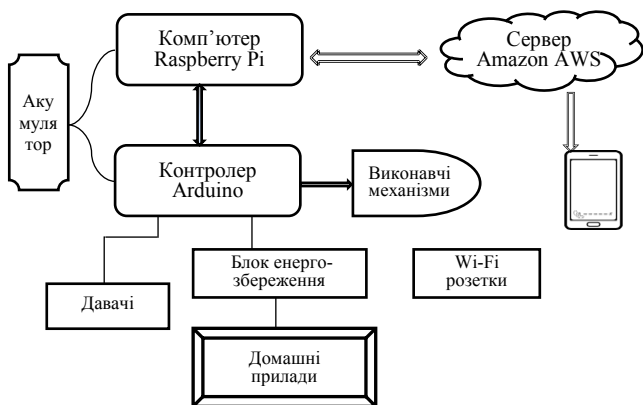 Комп’ютер
Raspberry Pi
Сервер
Amazon AWS
Аку
муля
тор
Контролер
Arduino
Виконавчі
механізми
Блок енерго-
збереження
Wi-Fi
розетки
Давачі
Домашні
прилади